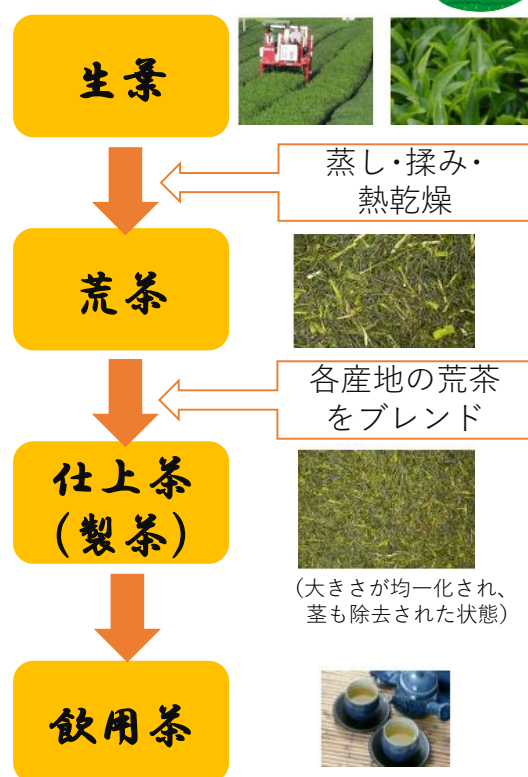 生葉
蒸し・揉み・
熱乾燥
荒茶
各産地の荒茶
をブレンド
仕上茶
(製茶)
(大きさが均一化され、
茎も除去された状態)
飲用茶